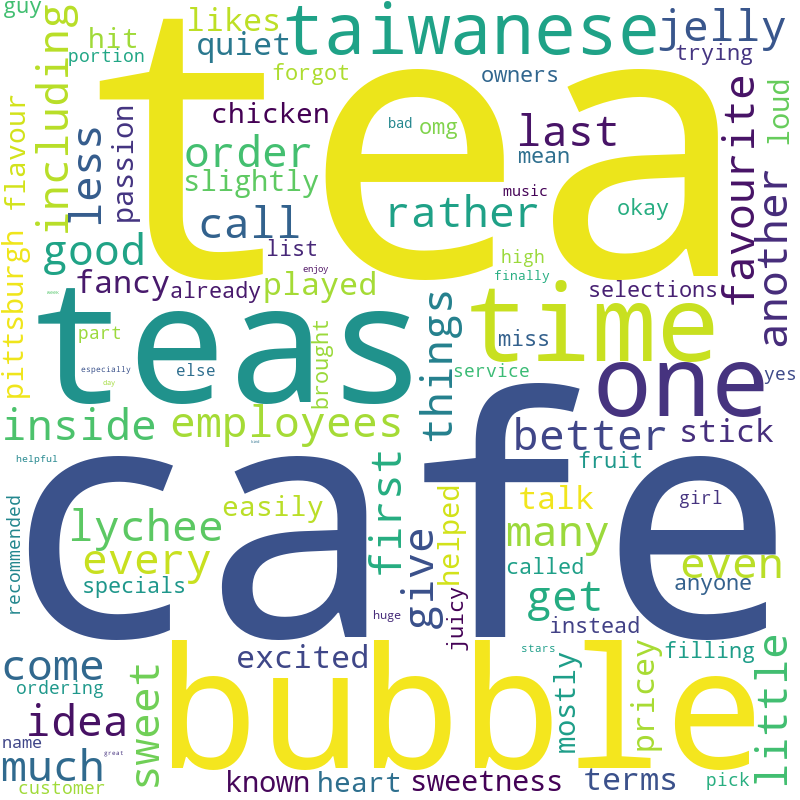 guy
likes
taiwanese
jelly
hit
quiet
trying
portion
tea
forgot
owners
including
chicken
bad
omg
last
favourite
loud
flavour
less
passion
order
mean
slightly
music
another
rather
okay
call
good
list
high
enjoy
finally
fancy
already
played
selections
pittsburgh
teas
time
part
brought
things
miss
especially
else
service
one
yes
day
inside
employees
better
stick
helpful
cafe
first
fruit
recommended
easily
helped
talk
girl
lychee
many
every
even
specials
give
called
anyone
get
juicy
huge
instead
come
excited
stars
filling
ordering
sweet
bubble
mostly
pricey
little
idea
name
great
much
customer
known
heart
sweetness
terms
pick